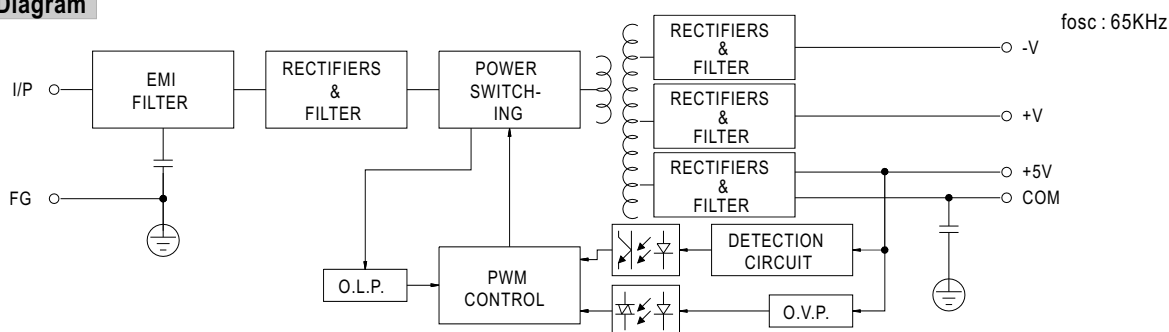 Diagram
fosc : 65KHz
I/P
EMI
FILTER
RECTIFIERS
&
FILTER
POWER
SWITCH-
ING
RECTIFIERS
&
FILTER
-V
RECTIFIERS
&
FILTER
+V
RECTIFIERS
&
FILTER
+5V
COM
FG
O.L.P.
PWM
CONTROL
DETECTION
CIRCUIT
O.V.P.